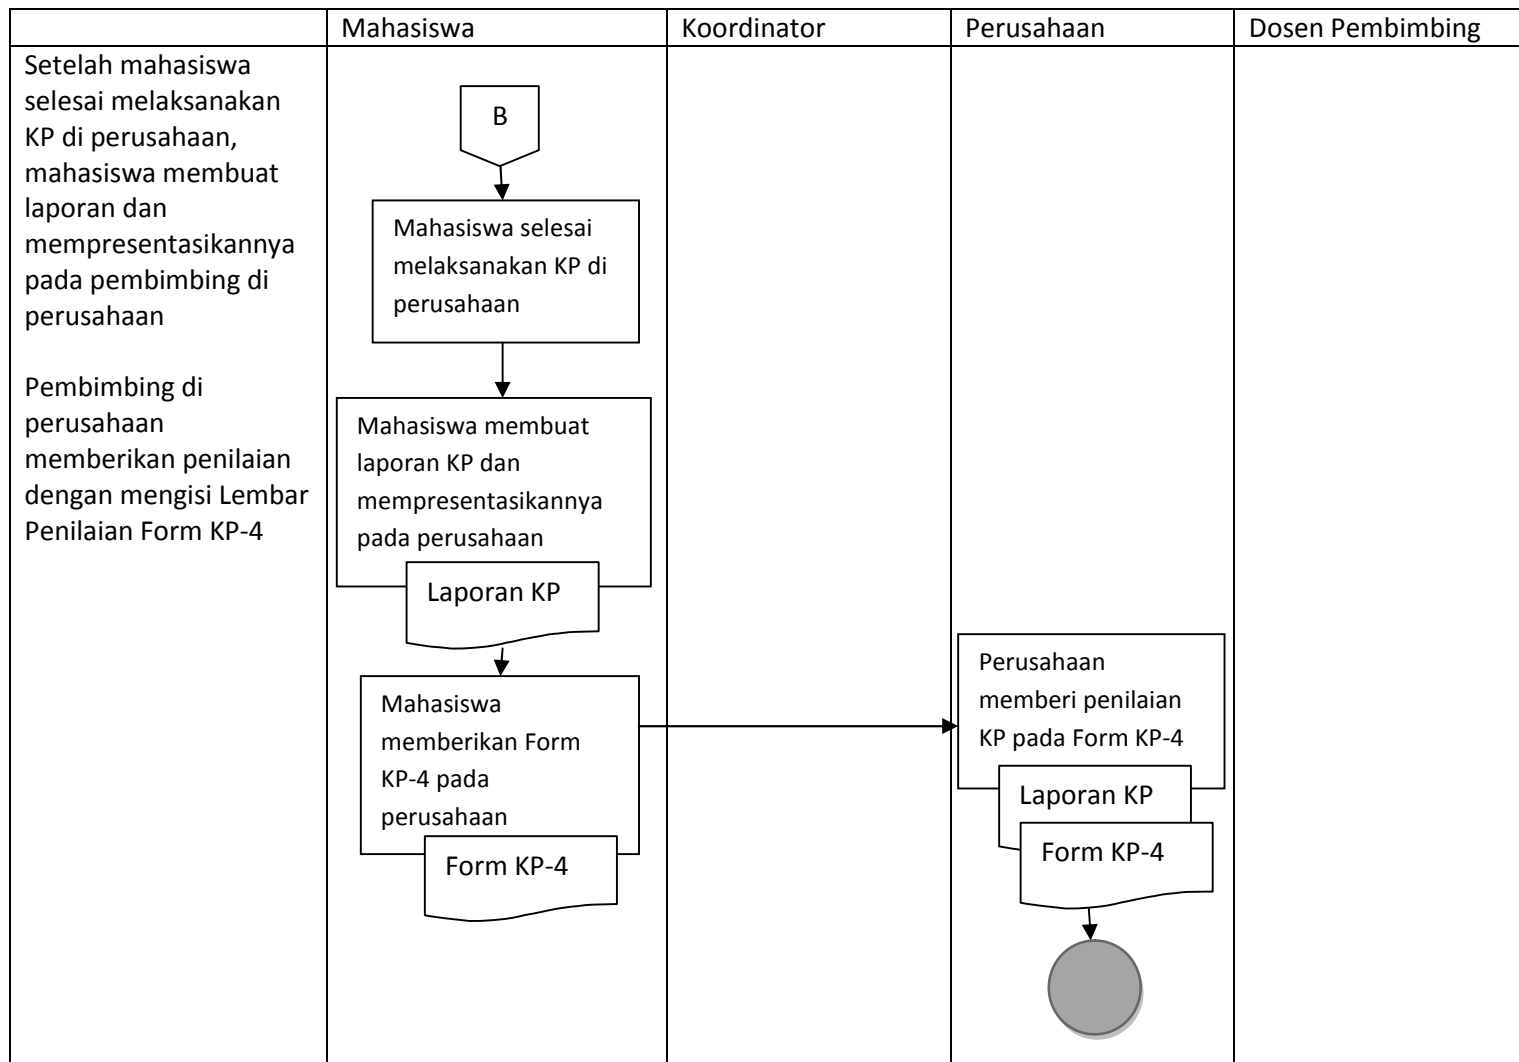 Mahasiswa
Koordinator
Perusahaan
Dosen Pembimbing
Setelah mahasiswa
selesai melaksanakan
KP di perusahaan,
mahasiswa membuat
laporan dan
mempresentasikannya
pada pembimbing di
perusahaan
Pembimbing di
perusahaan
memberikan penilaian
dengan mengisi Lembar
Penilaian Form KP-4
B
Mahasiswa selesai
melaksanakan KP di
perusahaan
Mahasiswa membuat
laporan KP dan
mempresentasikannya
pada perusahaan
Laporan KP
Mahasiswa
memberikan Form
KP-4 pada
perusahaan
Form KP-4
Perusahaan
memberi penilaian
KP pada Form KP-4
Laporan KP
Form KP-4